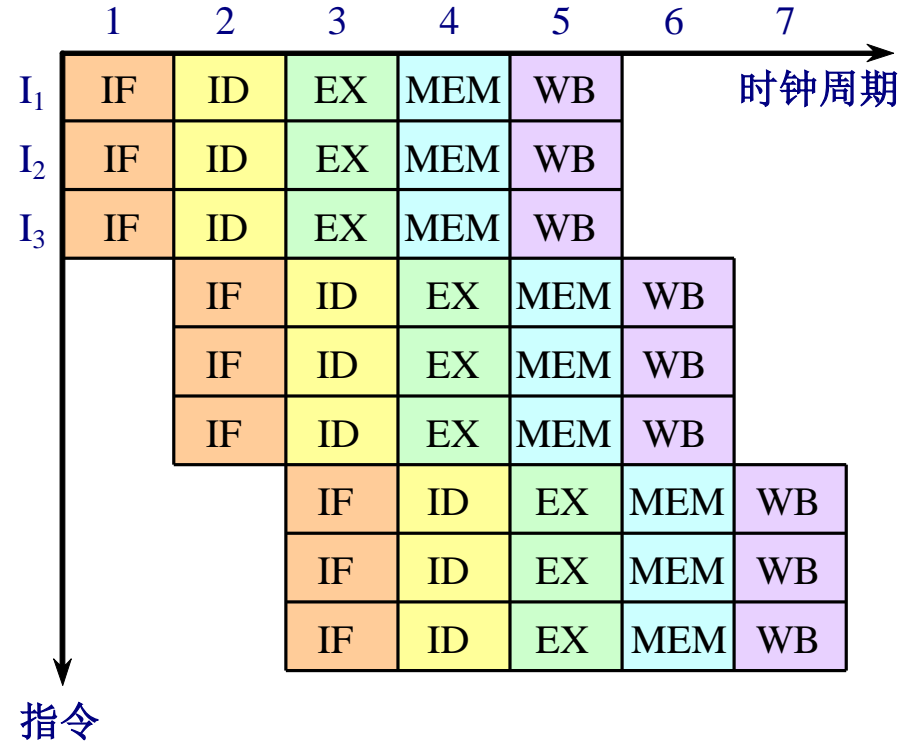 1 2 3 4 5 6 7
时钟周期
I₁ IF ID EX MEM WB
I₂ IF ID EX MEM WB
I₃ IF ID EX MEM WB
IF ID EX MEM WB
IF ID EX MEM WB
IF ID EX MEM WB
IF ID EX MEM WB
IF ID EX MEM WB
IF ID EX MEM WB
指令